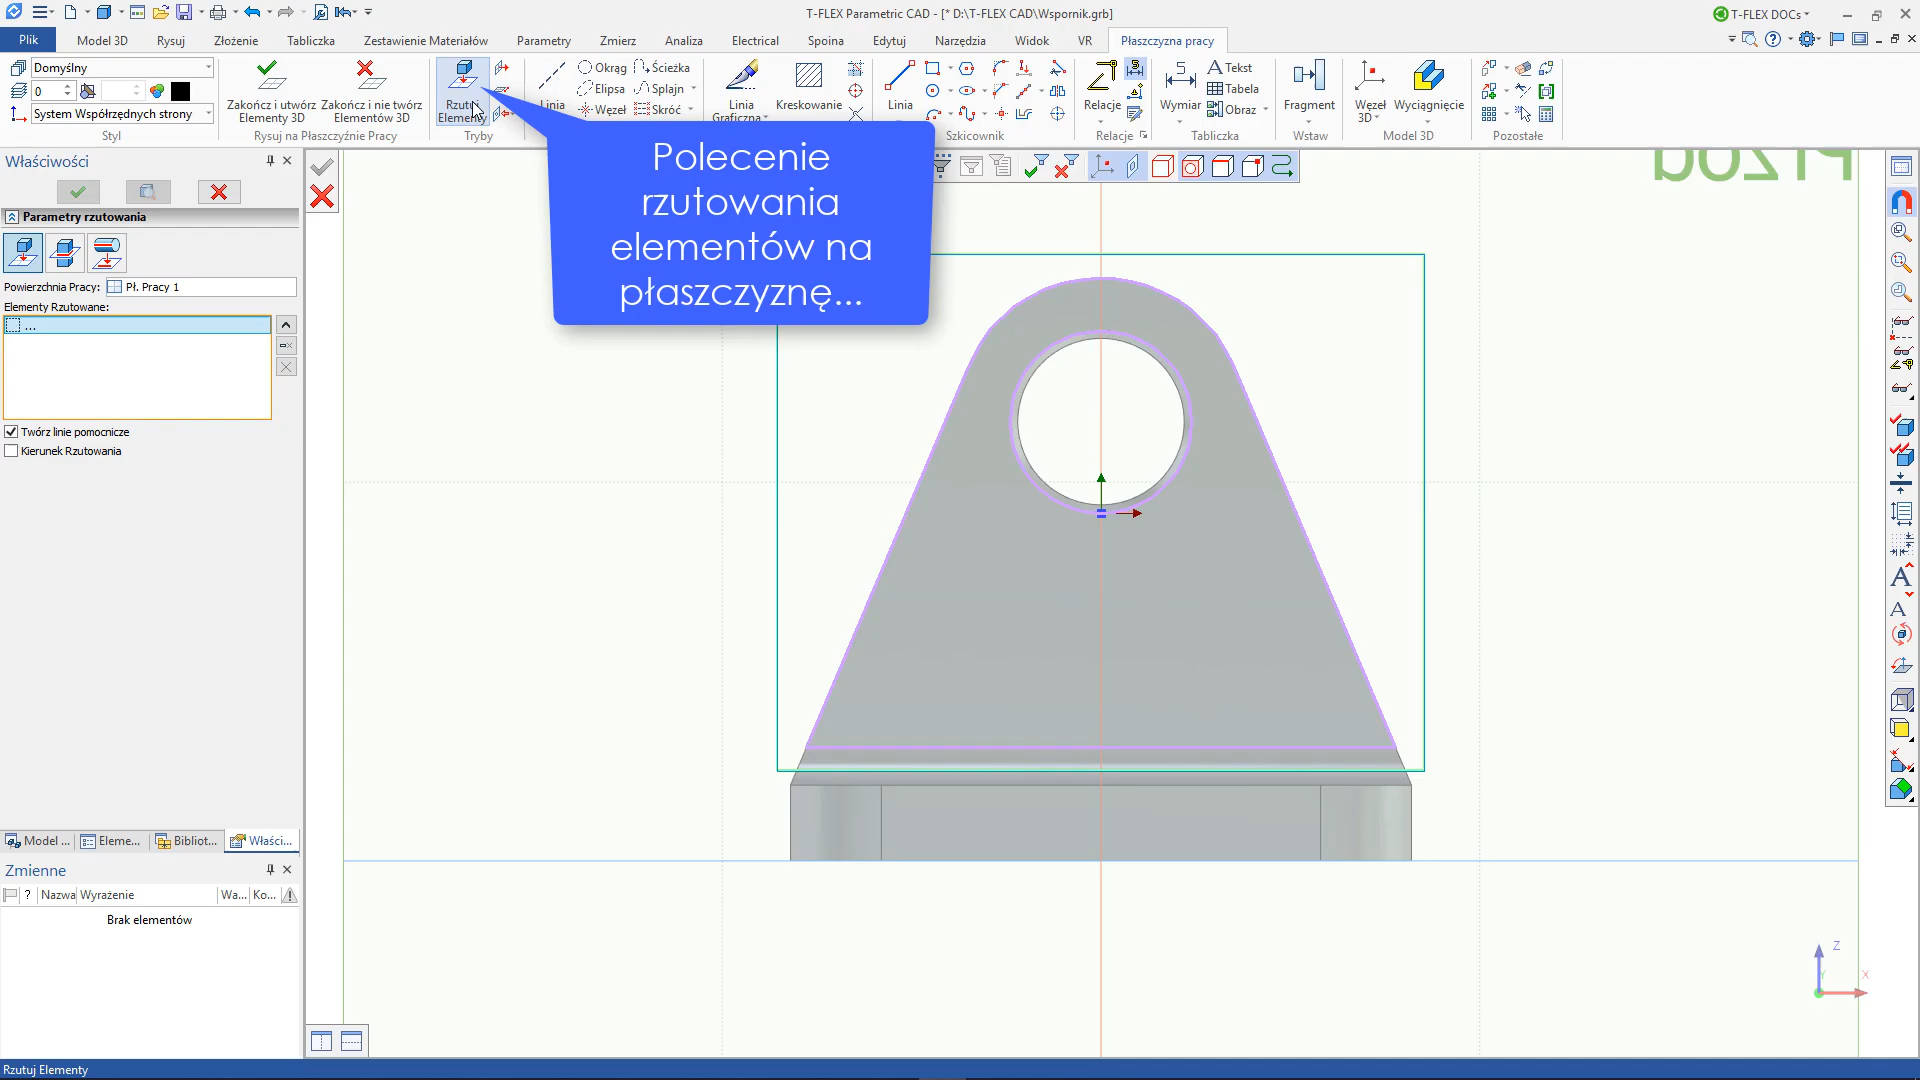 T-FLEX Parametric CAD - [* D:\T-FLEX CAD\Wspornik.grb]
T-FLEX DOCs
Plik
Model 3D
Rysuj
Złożenie
Tabliczka
Zestawienie Materiałów
Parametry
Zmierz
Analiza
Electrical
Spoina
Edytuj
Narzędzia
Widok
VR
Płaszczyzna pracy
Domyślny
0
System Współrzędnych strony
Styl
Zakończ i utwórz
Elementy 3D
Zakończ i nie twórz
Elementów 3D
Rysuj na Płaszczyźnie Pracy
Rzutuj
Elementy
Tryby
Linia
Okrąg
Elipsa
Węzeł
Ścieżka
Splajn
Skróć
Linia
Graficzna
Kreskowanie
Linia
Szkicownik
Relacje
Relacje
5
Wymiar
Tekst
Tabela
Obraz
Tabliczka
Fragment
Wstaw
Węzeł
3D
Wyciągnięcie
Model 3D
Pozostałe
Polecenie
rzutowania
elementów na
płaszczyznę...
Właściwości
Parametry rzutowania
Powierzchnia Pracy:
Pł. Pracy 1
Elementy Rzutowane:
...
Twórz linie pomocnicze
Kierunek Rzutowania
Model ...
Eleme...
Bibliot...
Właści...
Zmienne
? Nazwa Wyrażenie Wa... Ko...
Brak elementów
Przód
A
A
Z
Y
X
Rzutuj Elementy